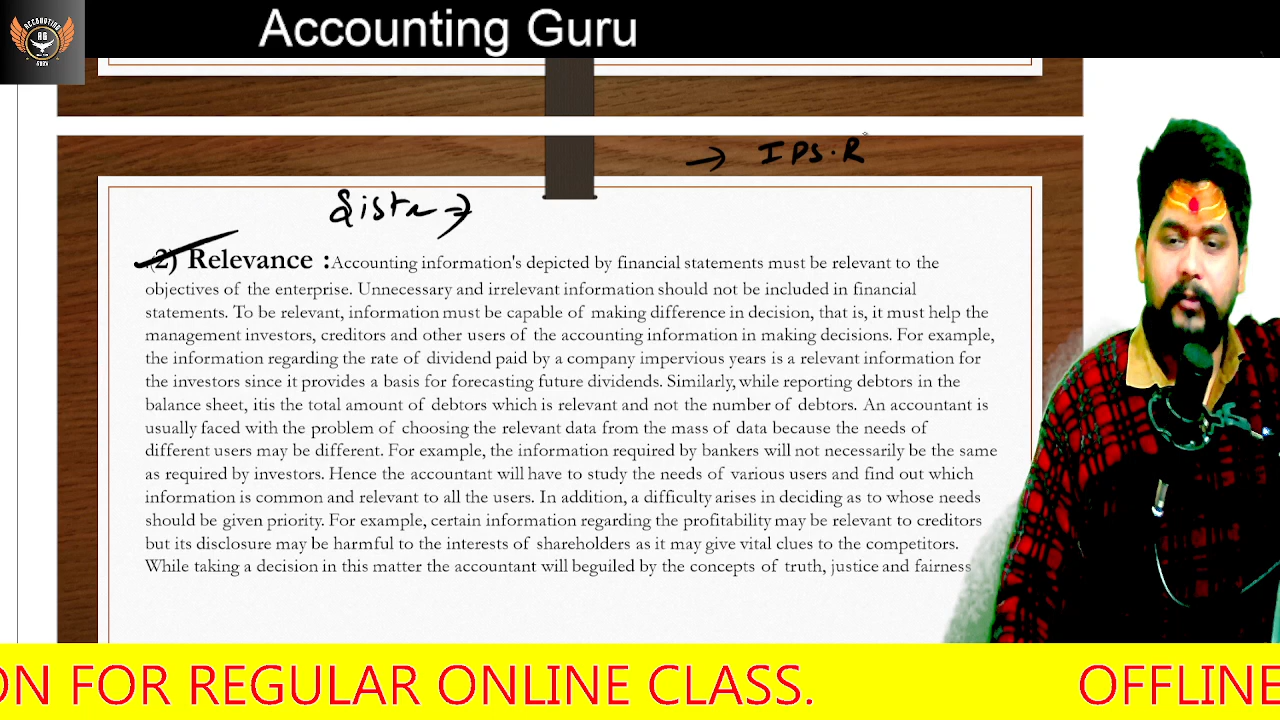 Accounting Guru
ACCOUNTING
AG
GURU
→ IPS.R
Sister →
(2) Relevance :Accounting information's depicted by financial statements must be relevant to the
objectives of the enterprise. Unnecessary and irrelevant information should not be included in financial
statements. To be relevant, information must be capable of making difference in decision, that is, it must help the
management investors, creditors and other users of the accounting information in making decisions. For example,
the information regarding the rate of dividend paid by a company impervious years is a relevant information for
the investors since it provides a basis for forecasting future dividends. Similarly, while reporting debtors in the
balance sheet, itis the total amount of debtors which is relevant and not the number of debtors. An accountant is
usually faced with the problem of choosing the relevant data from the mass of data because the needs of
different users may be different. For example, the information required by bankers will not necessarily be the same
as required by investors. Hence the accountant will have to study the needs of various users and find out which
information is common and relevant to all the users. In addition, a difficulty arises in deciding as to whose needs
should be given priority. For example, certain information regarding the profitability may be relevant to creditors
but its disclosure may be harmful to the interests of shareholders as it may give vital clues to the competitors.
While taking a decision in this matter the accountant will beguiled by the concepts of truth, justice and fairness
ON FOR REGULAR ONLINE CLASS. OFFLINE